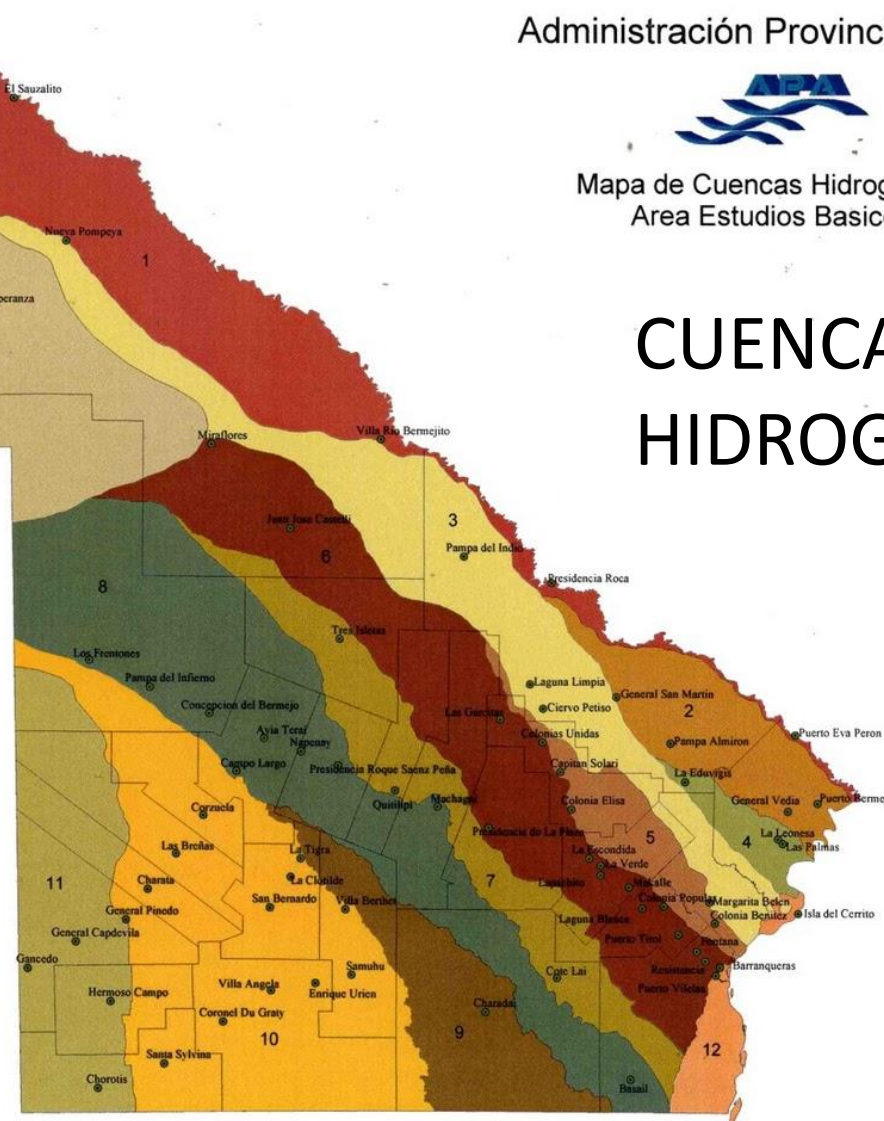 Administración Provinc
APA
Mapa de Cuencas Hidrog
Area Estudios Basic
CUENCA
HIDROG
El Sauzalito
Nueva Pompeya
1
peranza
Miraflores
Villa Río Bermejito
3
Juan Jose Castelli
Pampa del Indio
6
Presidencia Roca
8
Tres Isletas
Los Frentones
Pampa del Infierno
Laguna Limpia
General San Martin
Concepcion del Bermejo
Ciervo Petiso
2
Las Garcitas
Avia Terai
Colonias Unidas
Pampa Almiron
Puerto Eva Peron
Napenay
Campo Largo
Presidencia Roque Saenz Peña
Capitan Solari
La Eduvigis
Quitilipi
Machagai
Colonia Elisa
General Vedia
Puerto Berme
Corzuela
Presidencia de La Plaza
5
4
La Leonesa
Las Palmas
Las Breñas
La Tigra
La Escondida
La Verde
11
Charata
La Clotilde
7
Lapachito
Makalle
San Bernardo
Villa Berthet
Colonia Popular
Margarita Belen
General Pinedo
Laguna Blanca
Colonia Benitez
Isla del Cerrito
General Capdevila
Puerto Tirol
Fontana
Gancedo
Samuhu
Cote Lai
Resistencia
Barranqueras
Villa Angela
Enrique Urien
Puerto Vilelas
Hermoso Campo
Charadai
Coronel Du Graty
10
9
12
Santa Sylvina
Chorotis
Basail